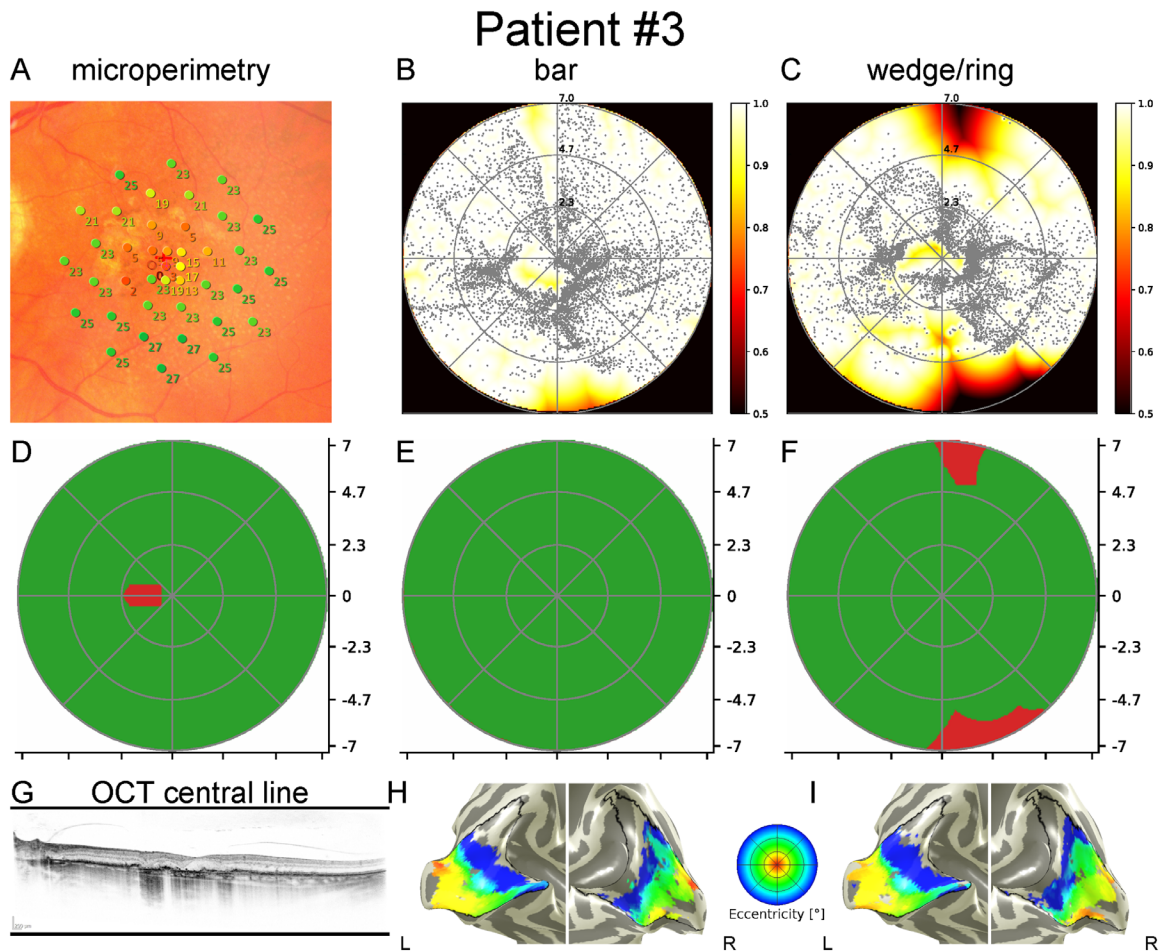 Patient #3
A microperimetry
B bar
C wedge/ring
23
25 23
19 21
21 21 23 25
9 5
23 5 15 11 23
23 0 3 17 25
2 23 19 13 23 25
23
25 25 23 23 25 23
27 27
25 25
27
7.0
4.7
2.3
1.0
0.9
0.8
0.7
0.6
0.5
7.0
4.7
2.3
1.0
0.9
0.8
0.7
0.6
0.5
D
7
4.7
2.3
0
-2.3
-4.7
-7
E
7
4.7
2.3
0
-2.3
-4.7
-7
F
7
4.7
2.3
0
-2.3
-4.7
-7
G OCT central line
H
I
Eccentricity [°]
L R L R